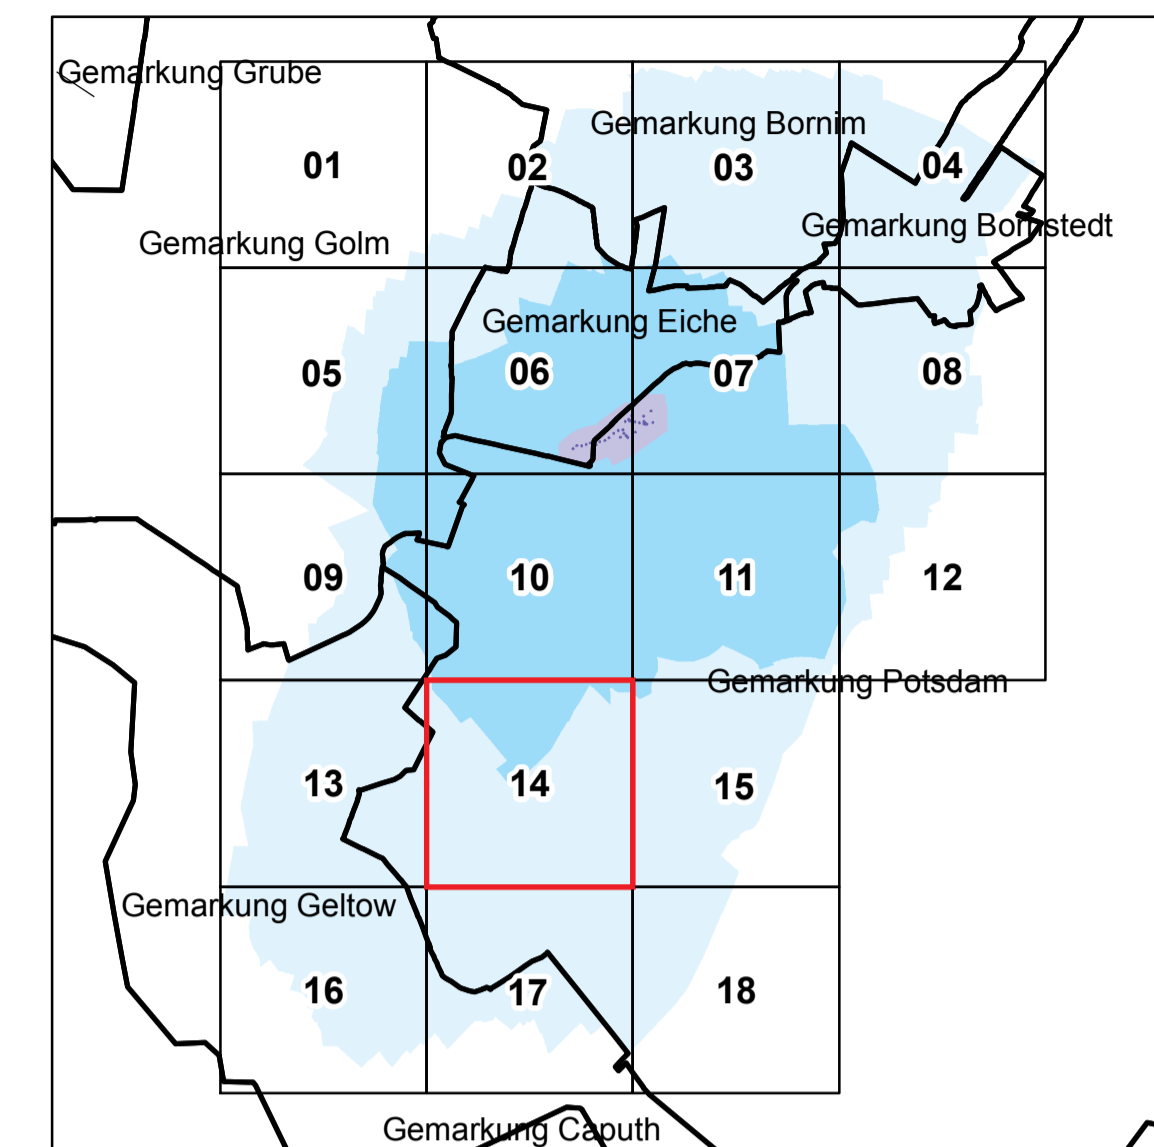 Gemarkung Grube
Gemarkung Bornim
01
02
03
04
Gemarkung Bornstedt
Gemarkung Golm
Gemarkung Eiche
05
06
07
08
09
10
11
12
Gemarkung Potsdam
13
14
15
Gemarkung Geltow
16
17
18
Gemarkung Caputh